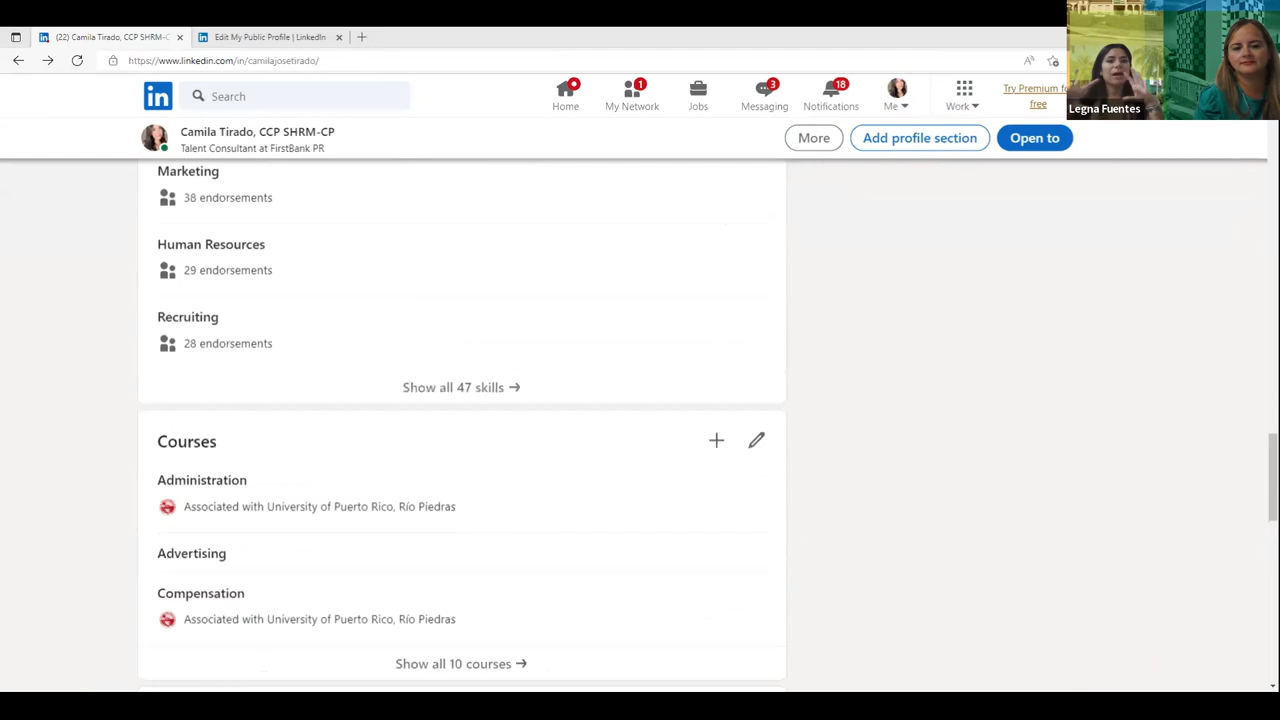 (22) Camila Tirado, CCP SHRM-C
Edit My Public Profile | LinkedIn
https://www.linkedin.com/in/camilajosetirado/
in
Search
Home
1
My Network
Jobs
3
Messaging
18
Notifications
Me
Work
Try Premium fo
free
Legna Fuentes
Camila Tirado, CCP SHRM-CP
Talent Consultant at FirstBank PR
More
Add profile section
Open to
Marketing
38 endorsements
Human Resources
29 endorsements
Recruiting
28 endorsements
Show all 47 skills →
Courses
Administration
Associated with University of Puerto Rico, Río Piedras
Advertising
Compensation
Associated with University of Puerto Rico, Río Piedras
Show all 10 courses →